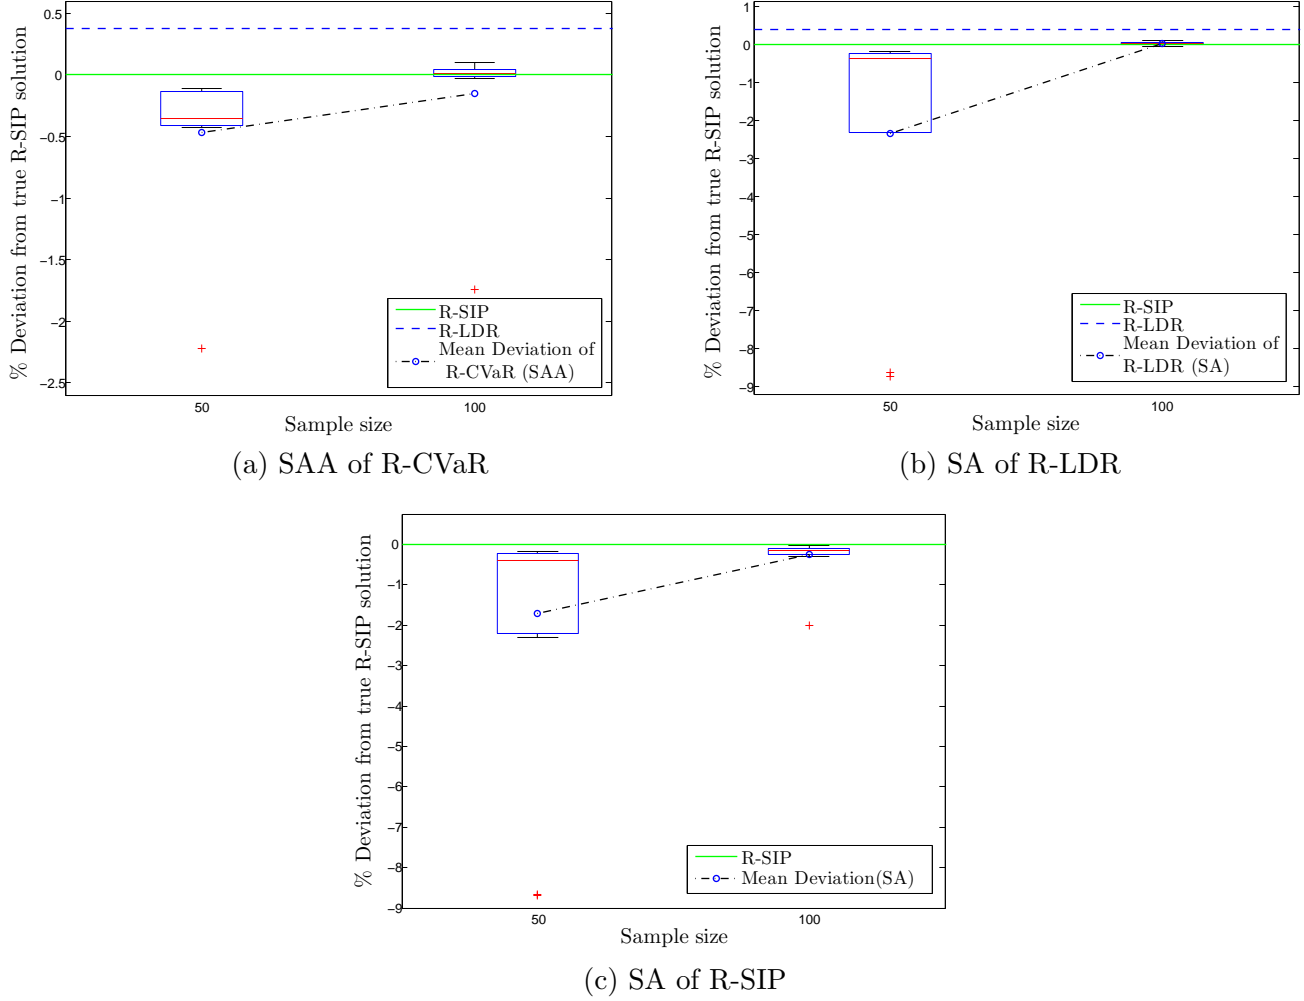 % Deviation from true R-SIP solution
0.5
0
−0.5
−1
−1.5
−2
−2.5
50
100
Sample size
R-SIP
R-LDR
Mean Deviation of
R-CVaR (SAA)
(a) SAA of R-CVaR
% Deviation from true R-SIP solution
1
0
−1
−2
−3
−4
−5
−6
−7
−8
−9
50
100
Sample size
R-SIP
R-LDR
Mean Deviation of
R-LDR (SA)
(b) SA of R-LDR
% Deviation from true R-SIP solution
0
−1
−2
−3
−4
−5
−6
−7
−8
−9
50
100
Sample size
R-SIP
Mean Deviation(SA)
(c) SA of R-SIP